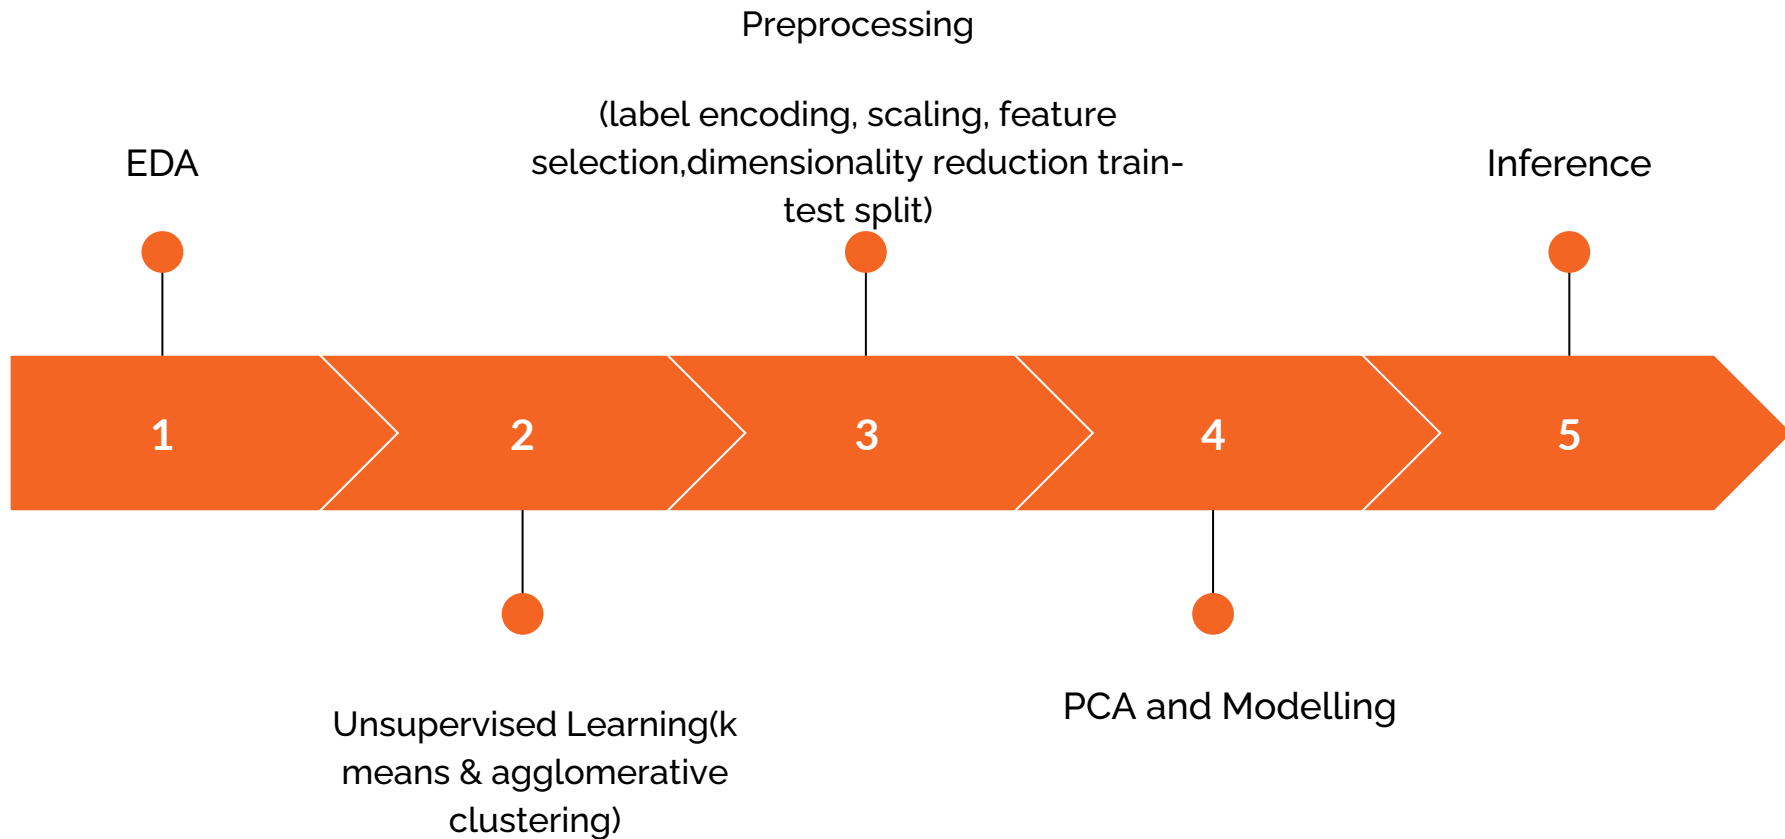 Preprocessing
(label encoding, scaling, feature
selection,dimensionality reduction train-
test split)
EDA
Inference
1
2
3
4
5
Unsupervised Learning(k
means & agglomerative
clustering)
PCA and Modelling